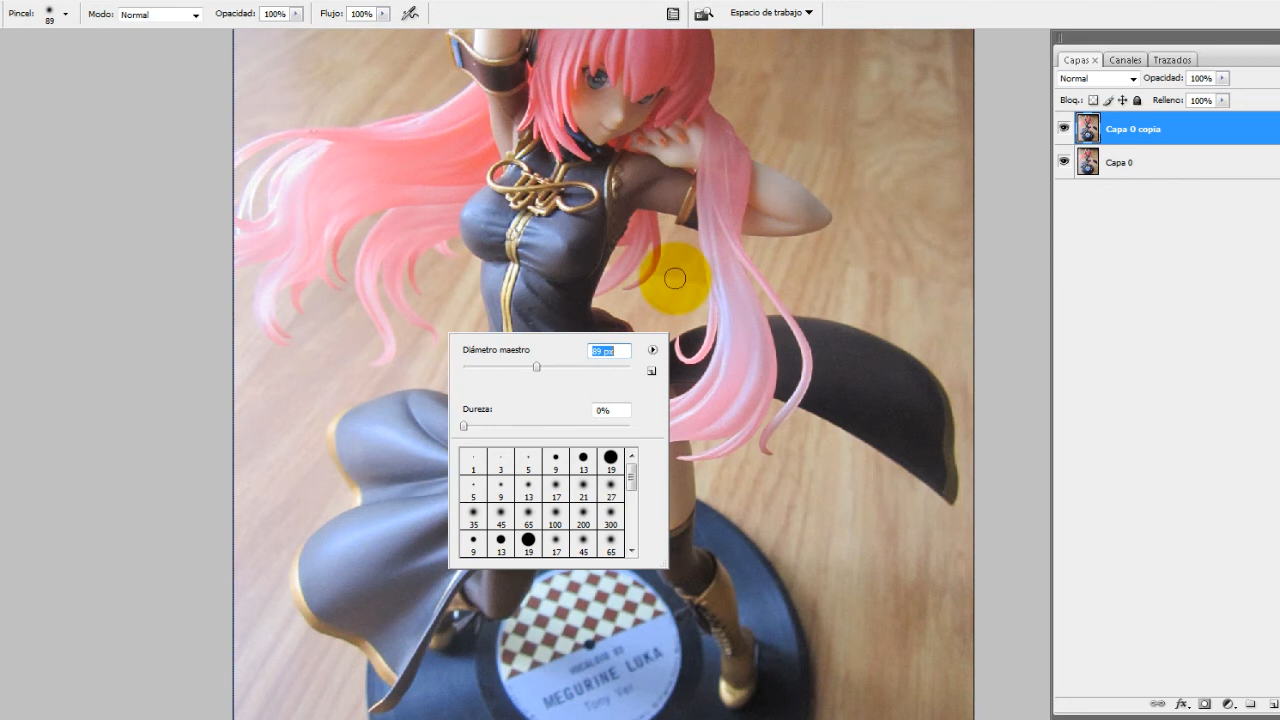 Pincel: 89 Modo: Normal Opacidad: 100% Flujo: 100% Espacio de trabajo
Capas x Canales Trazados
Normal Opacidad: 100%
Bloq.: Relleno: 100%
Capa 0 copia
Capa 0
Diámetro maestro 89 px
Dureza: 0%
1 3 5 9 13 19
5 9 13 17 21 27
35 45 65 100 200 300
9 13 19 17 45 65
VOCALOID 03
MEGURINE LUKA
Tony Ver.
fx.